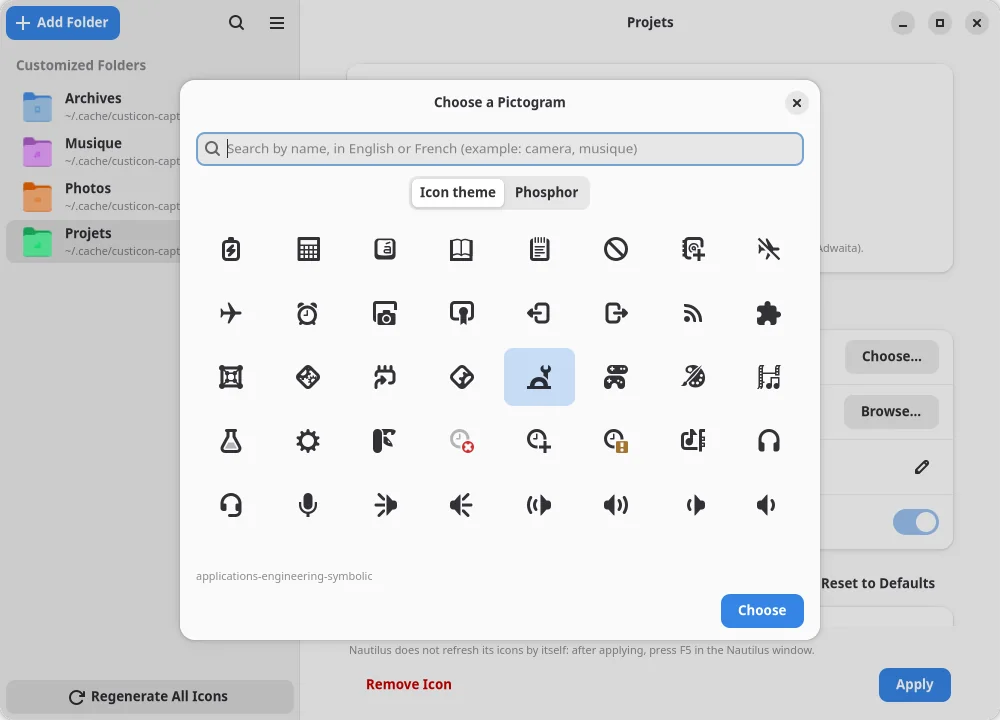 Add Folder
Projets
Customized Folders
Archives
~/.cache/custicon-capt
Musique
~/.cache/custicon-capt
Photos
~/.cache/custicon-capt
Projets
~/.cache/custicon-capt
Choose a Pictogram
Search by name, in English or French (example: camera, musique)
Icon theme
Phosphor
applications-engineering-symbolic
Choose
Adwaita).
Choose...
Browse...
Reset to Defaults
Nautilus does not refresh its icons by itself: after applying, press F5 in the Nautilus window.
Regenerate All Icons
Remove Icon
Apply